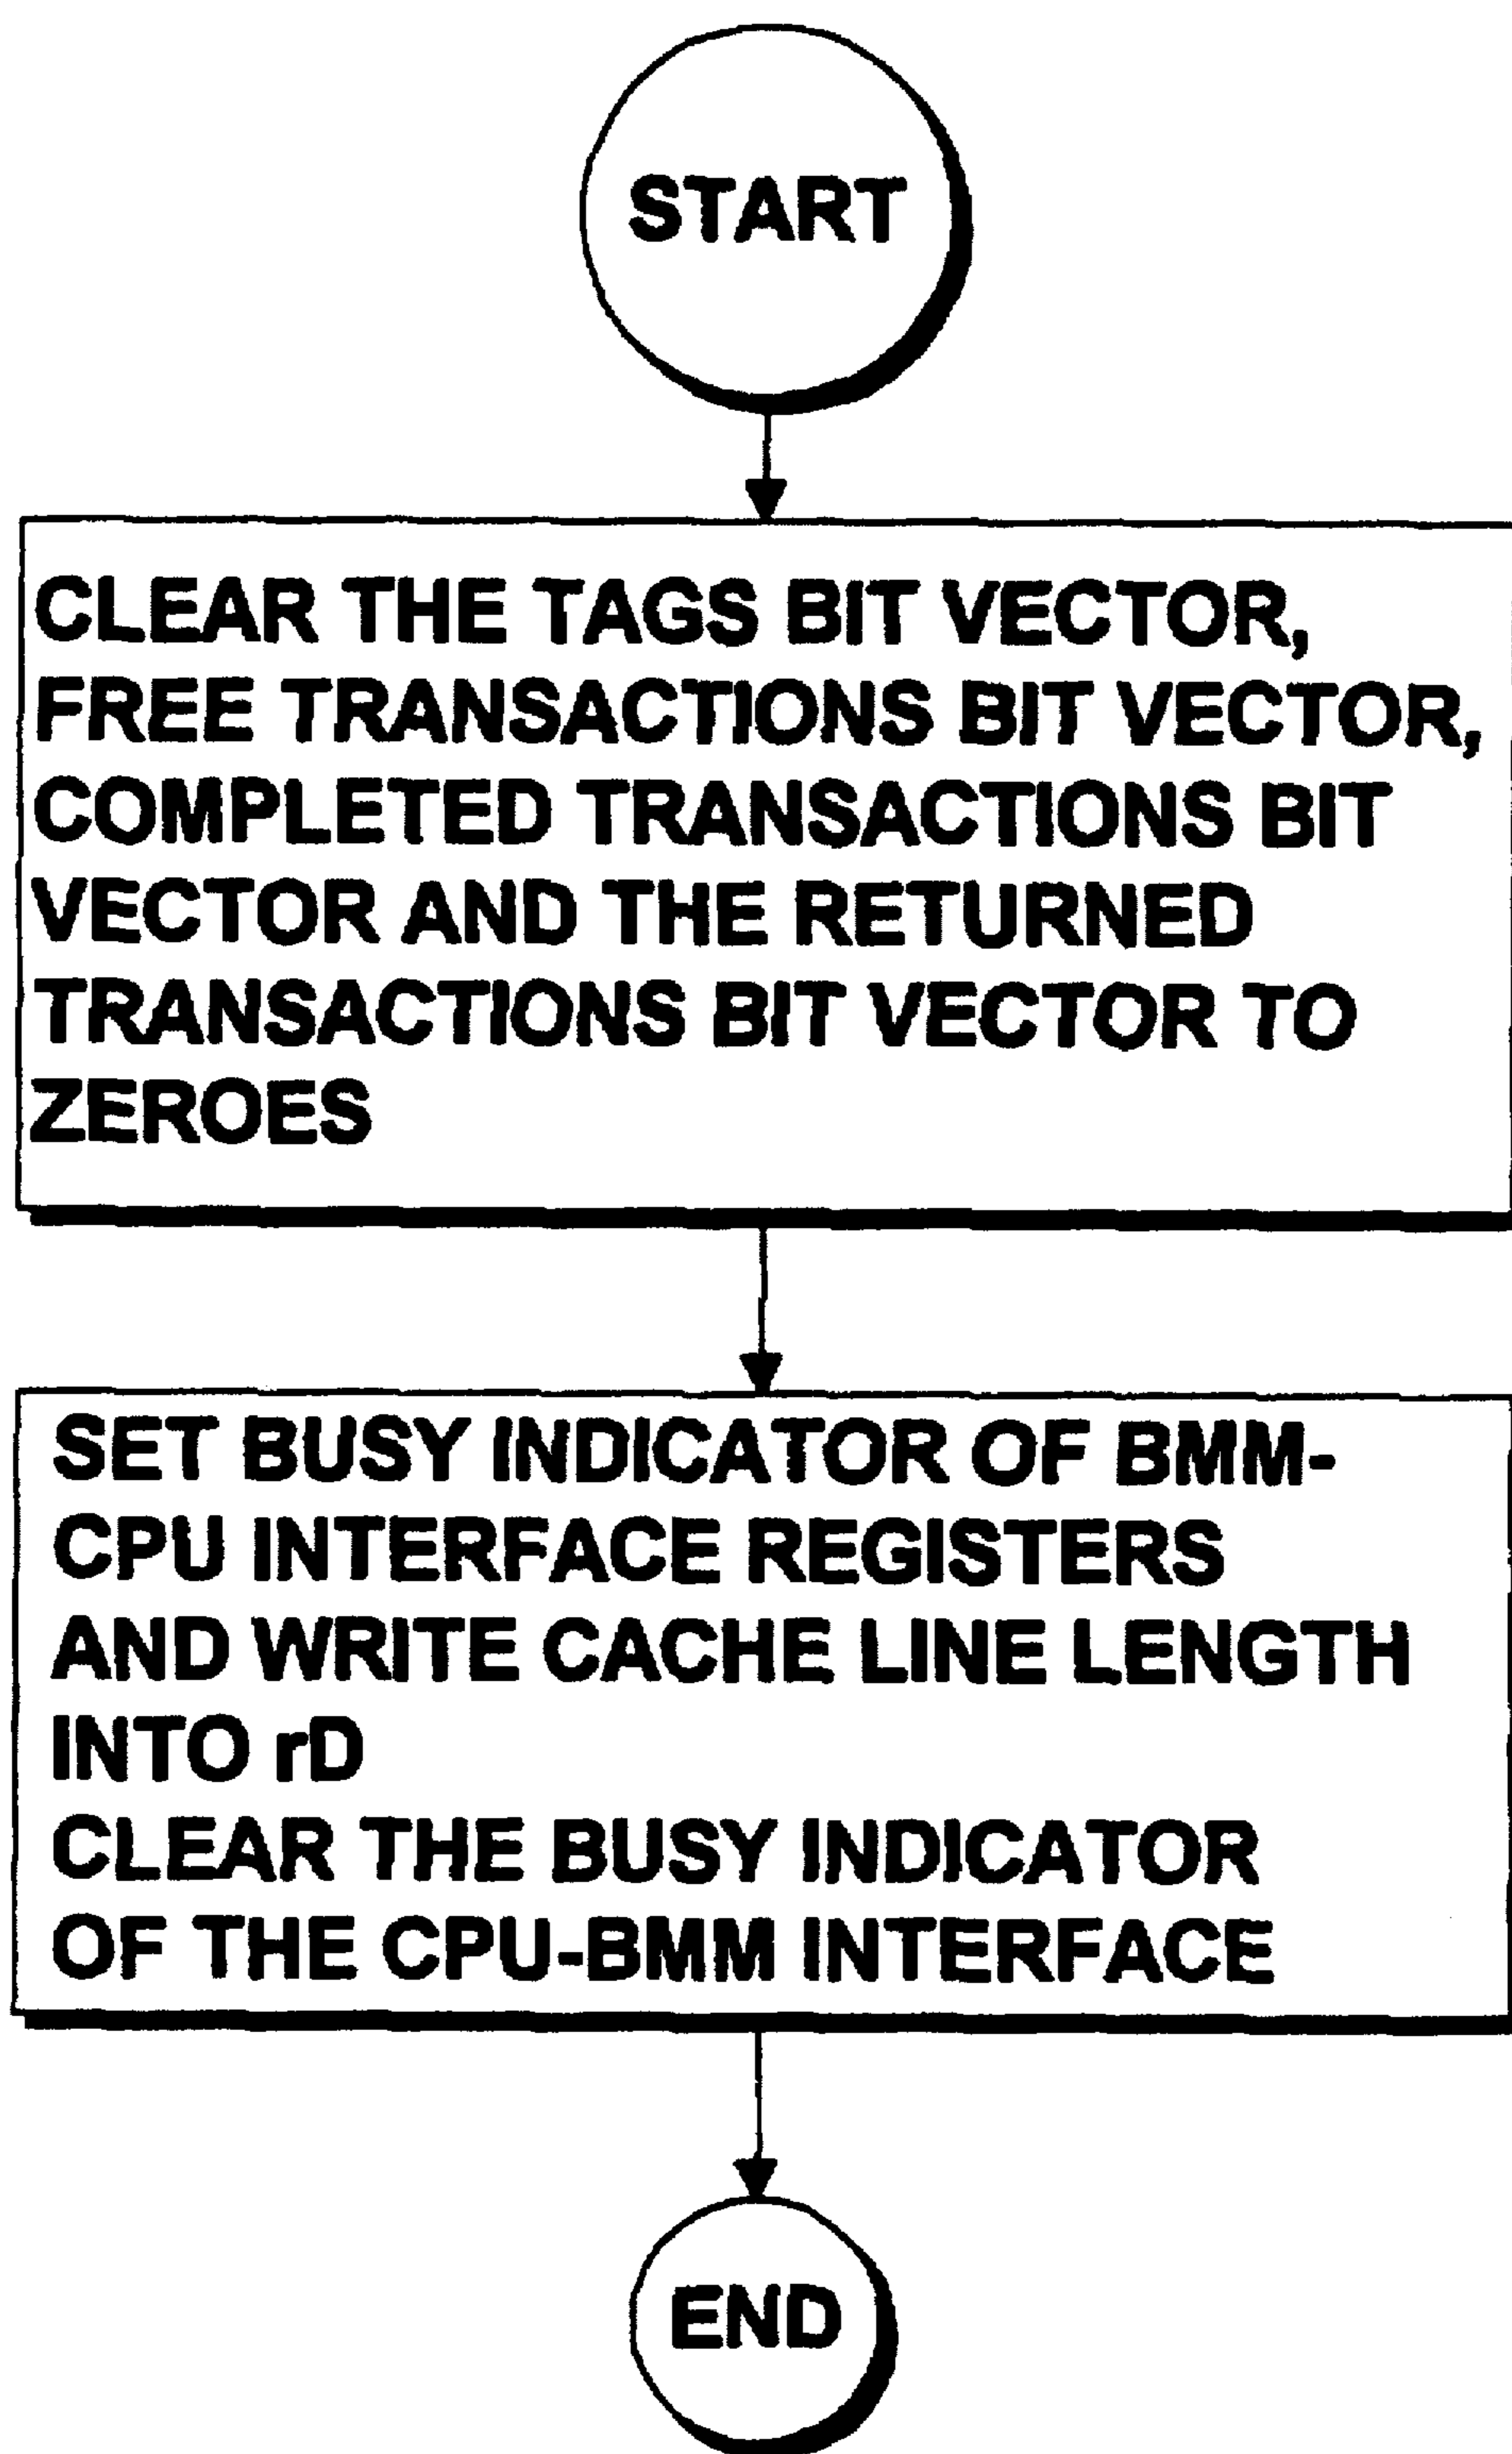 START
CLEAR THE TAGS BIT VECTOR,
FREE TRANSACTIONS BIT VECTOR,
COMPLETED TRANSACTIONS BIT
VECTOR AND THE RETURNED
TRANSACTIONS BIT VECTOR TO
ZEROES
SET BUSY INDICATOR OF BMM-
CPU INTERFACE REGISTERS
AND WRITE CACHE LINE LENGTH
INTO rD
CLEAR THE BUSY INDICATOR
OF THE CPU-BMM INTERFACE
END